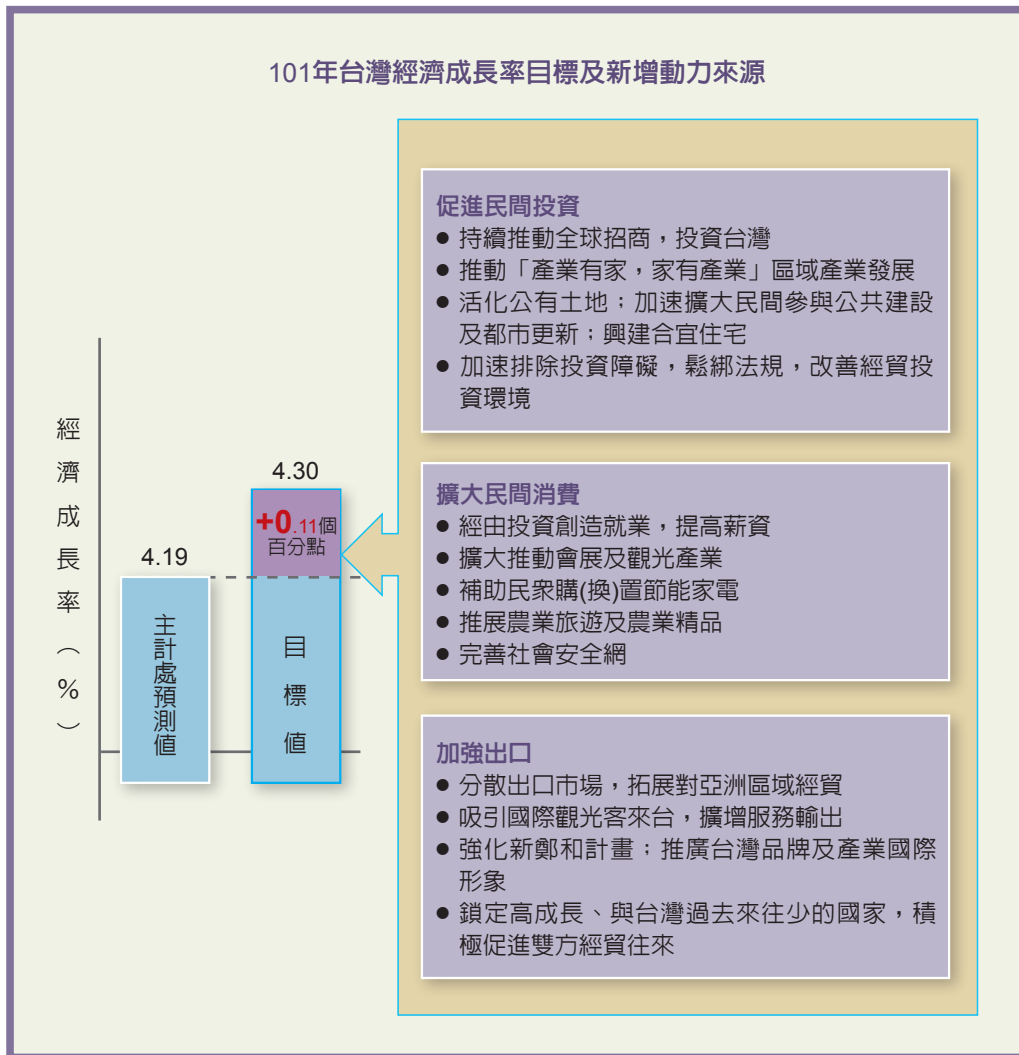 101年台灣經濟成長率目標及新增動力來源
經濟成長率（%）
4.19
主計處預測值
4.30
+0.11個
百分點
目標值
促進民間投資
● 持續推動全球招商，投資台灣
● 推動「產業有家，家有產業」區域產業發展
● 活化公有土地；加速擴大民間參與公共建設
及都市更新；興建合宜住宅
● 加速排除投資障礙，鬆綁法規，改善經貿投
資環境
擴大民間消費
● 經由投資創造就業，提高薪資
● 擴大推動會展及觀光產業
● 補助民眾購(換)置節能家電
● 推展農業旅遊及農業精品
● 完善社會安全網
加強出口
● 分散出口市場，拓展對亞洲區域經貿
● 吸引國際觀光客來台，擴增服務輸出
● 強化新鄭和計畫；推廣台灣品牌及產業國際
形象
● 鎖定高成長、與台灣過去來往少的國家，積
極促進雙方經貿往來